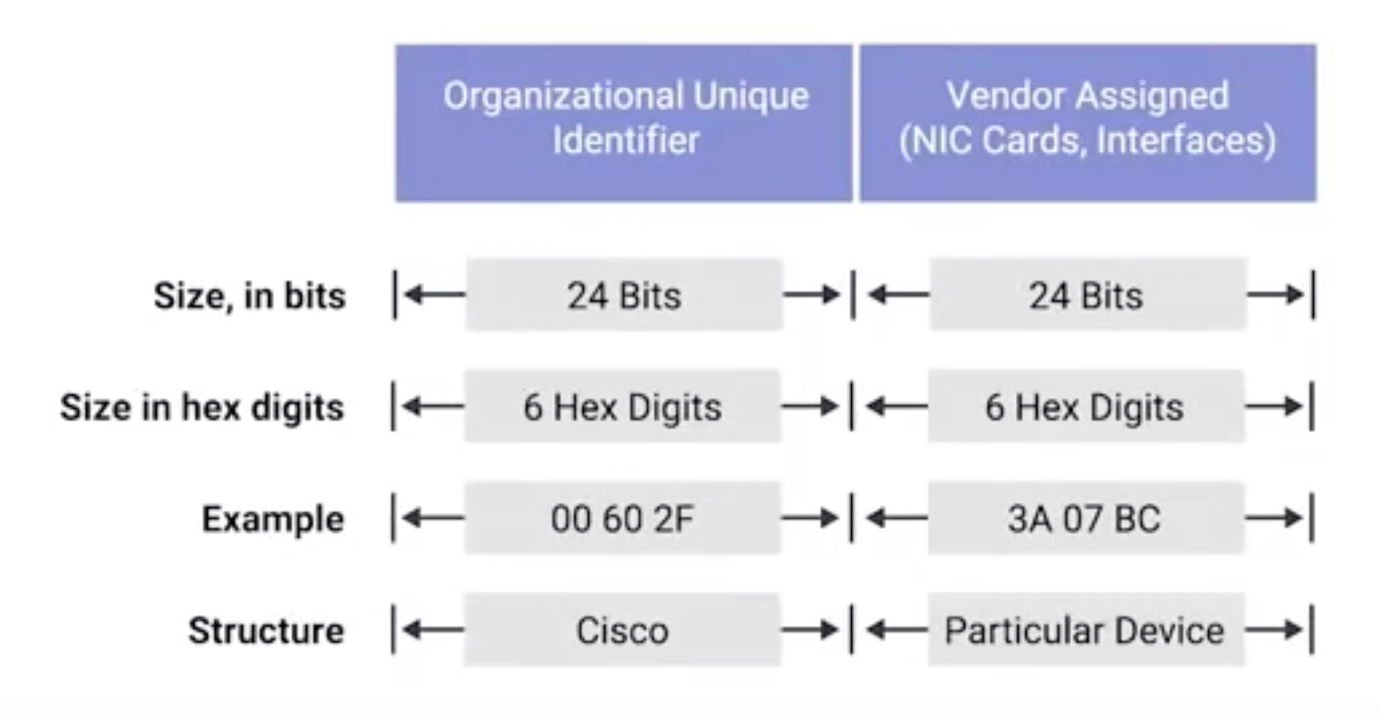 Organizational Unique
Identifier
Vendor Assigned
(NIC Cards, Interfaces)
Size, in bits
24 Bits
24 Bits
Size in hex digits
6 Hex Digits
6 Hex Digits
Example
00 60 2F
3A 07 BC
Structure
Cisco
Particular Device